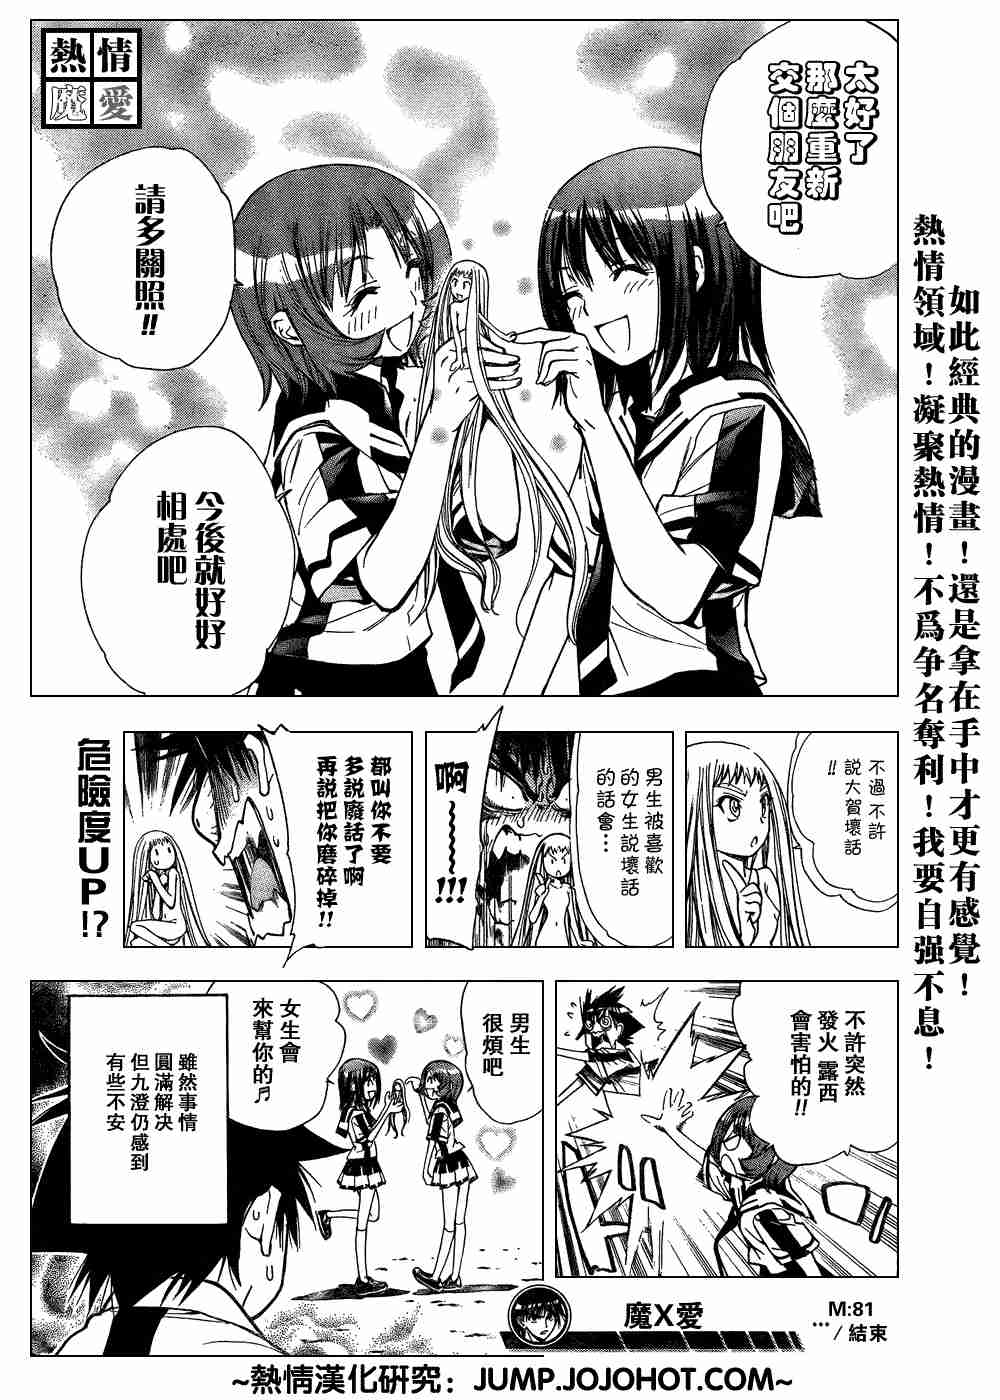 熱情
魔愛
太好了
那麼重新
交個朋友吧
請多關照!!
今後就好好
相處吧
如此經典的漫畫！還是拿在手中才更有感覺！
熱情領域！凝聚熱情！不爲争名奪利！我要自强不息！
不過 不許
說大賀壞話
!!
男生被喜歡
的女生說壞話
的話會…
啊～～!!!
都叫你不要
多說廢話了啊
再說把你磨碎掉!!
危險度UP!?
不許突然
發火 露西
會害怕的!!
男生
很煩吧
女生會
來幫你的♬
雖然事情
圓滿解決
但九澄仍感到
有些不安
魔X愛
M:81
…/結束
~熱情漢化研究：JUMP.JOJOHOT.COM~